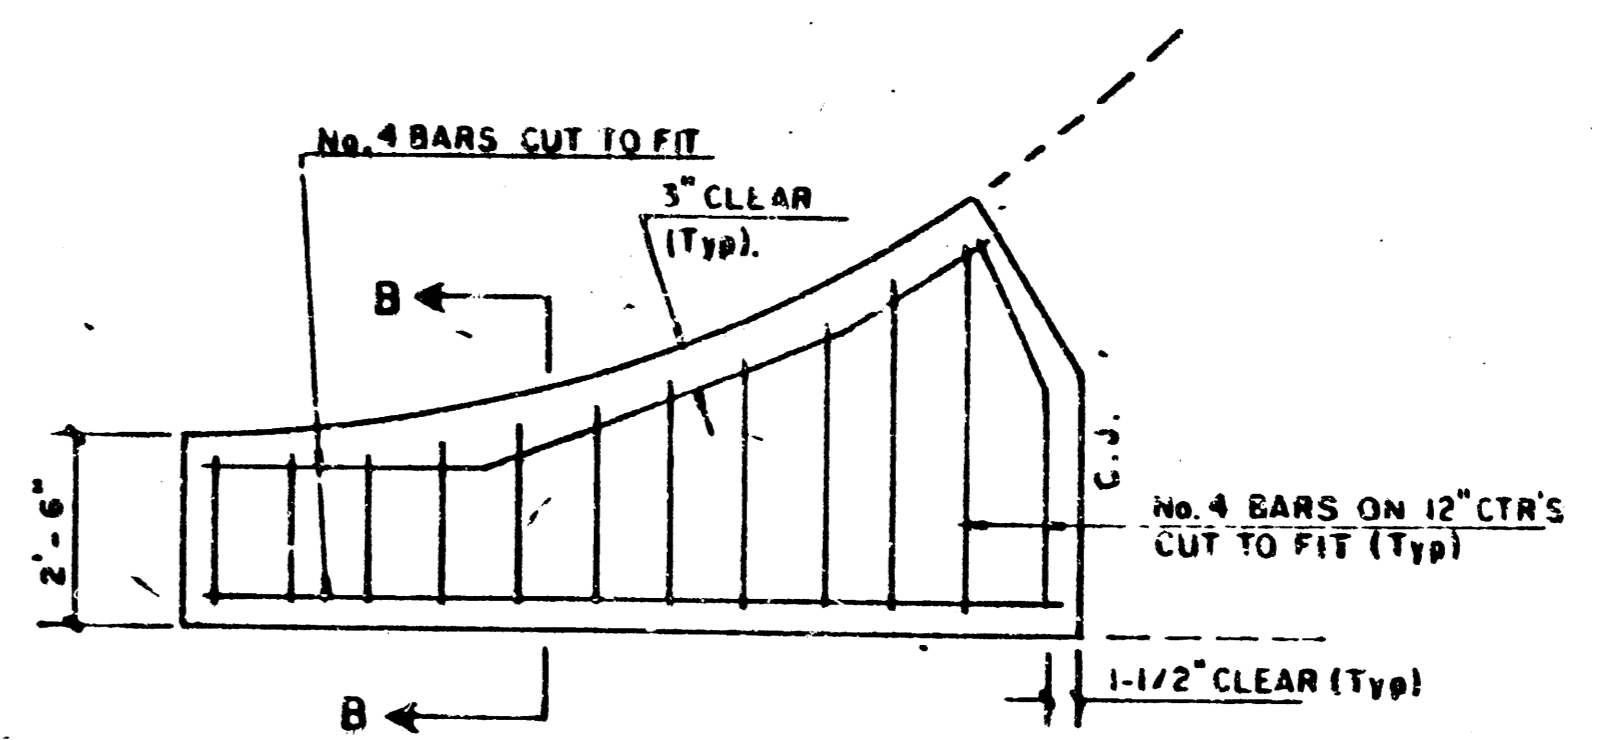 No. 4 BARS CUT TO FIT
3" CLEAR
(Typ).
B
2'-6"
C.J.
No. 4 BARS ON 12" CTR'S
CUT TO FIT (Typ)
1-1/2" CLEAR (Typ)
B